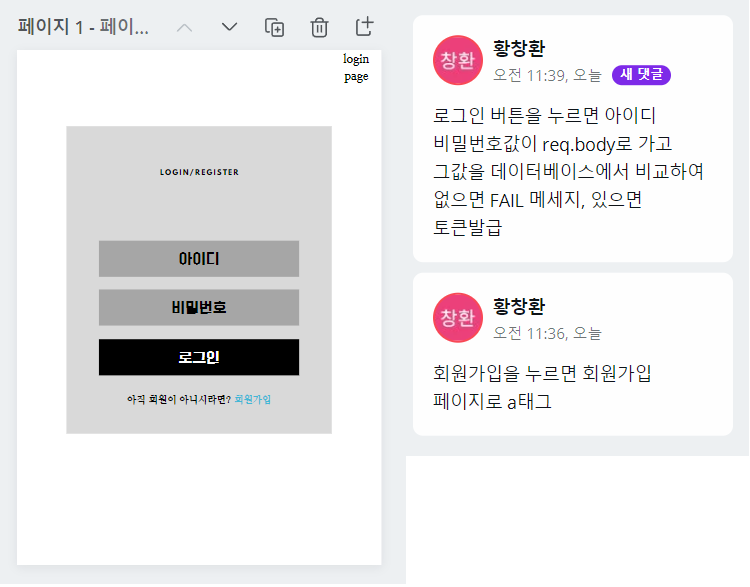 페이지 1 - 페이...
login
page
LOGIN/REGISTER
아이디
비밀번호
로그인
아직 회원이 아니시라면? 회원가입
창환
황창환
오전 11:39, 오늘 새 댓글
로그인 버튼을 누르면 아이디
비밀번호값이 req.body로 가고
그값을 데이터베이스에서 비교하여
없으면 FAIL 메세지, 있으면
토큰발급
창환
황창환
오전 11:36, 오늘
회원가입을 누르면 회원가입
페이지로 a태그